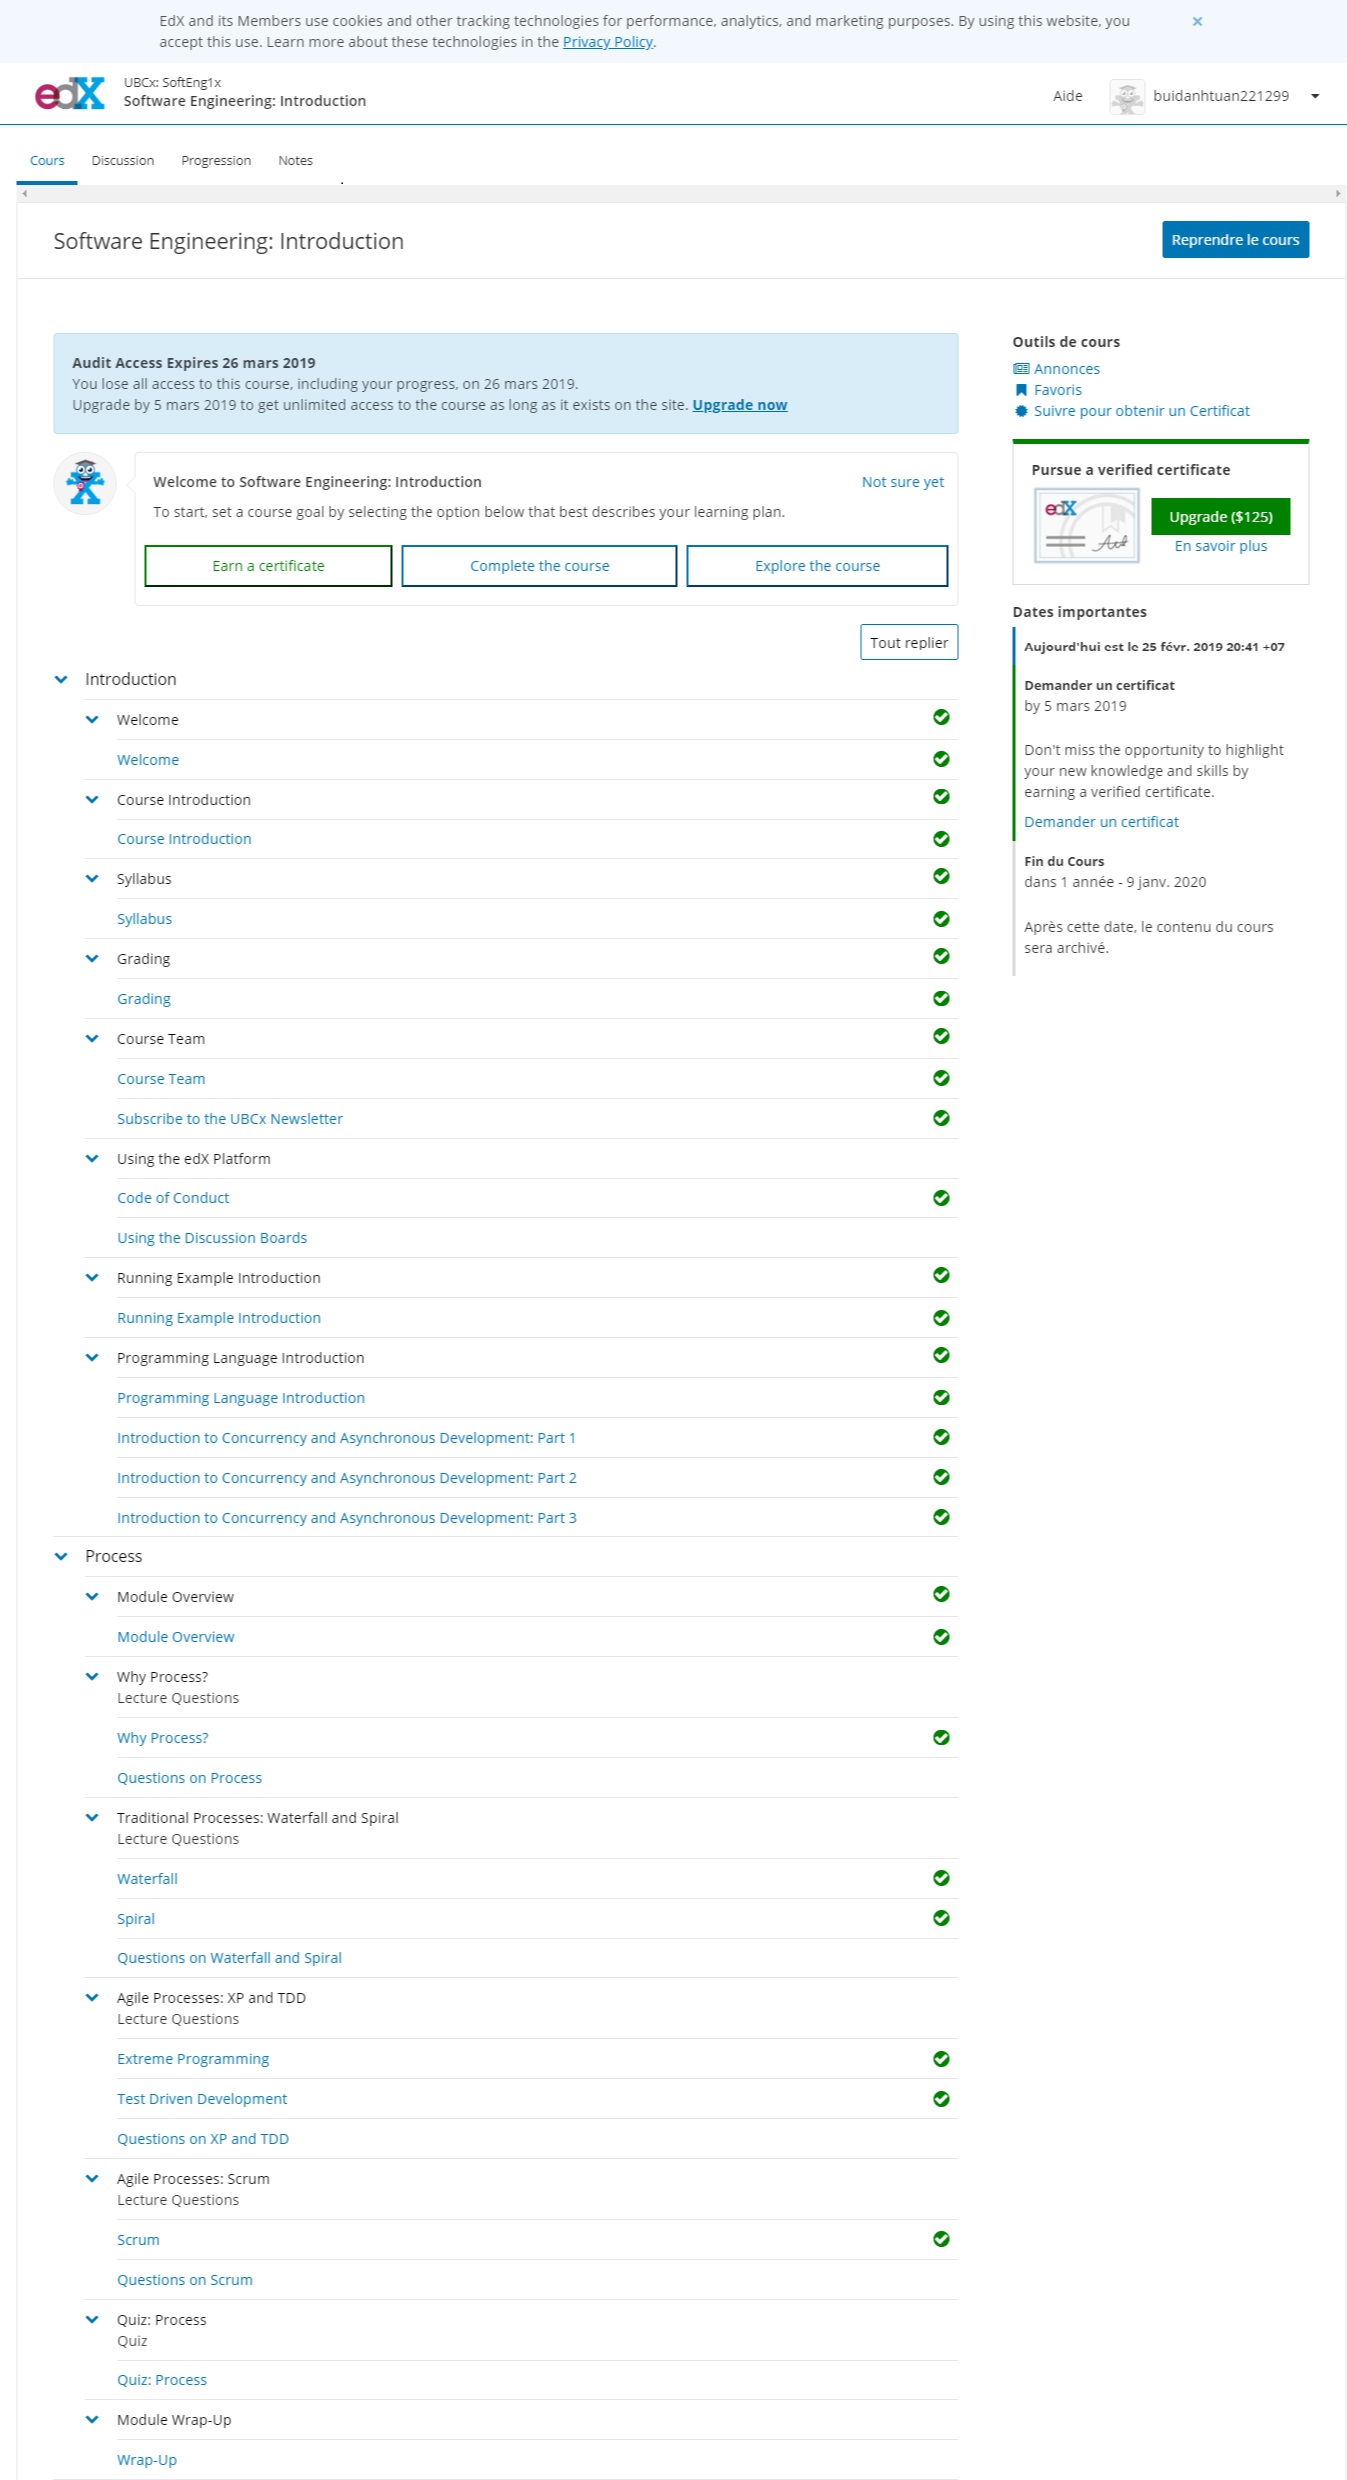 EdX and its Members use cookies and other tracking technologies for performance, analytics, and marketing purposes. By using this website, you
accept this use. Learn more about these technologies in the Privacy Policy.
edX
UBCx: SoftEng1x
Software Engineering: Introduction
Aide
buidanhtuan221299
Cours
Discussion
Progression
Notes
Software Engineering: Introduction
Reprendre le cours
Audit Access Expires 26 mars 2019
You lose all access to this course, including your progress, on 26 mars 2019.
Upgrade by 5 mars 2019 to get unlimited access to the course as long as it exists on the site. Upgrade now
Welcome to Software Engineering: Introduction
Not sure yet
To start, set a course goal by selecting the option below that best describes your learning plan.
Earn a certificate
Complete the course
Explore the course
Tout replier
Introduction
Welcome
Welcome
Course Introduction
Course Introduction
Syllabus
Syllabus
Grading
Grading
Course Team
Course Team
Subscribe to the UBCx Newsletter
Using the edX Platform
Code of Conduct
Using the Discussion Boards
Running Example Introduction
Running Example Introduction
Programming Language Introduction
Programming Language Introduction
Introduction to Concurrency and Asynchronous Development: Part 1
Introduction to Concurrency and Asynchronous Development: Part 2
Introduction to Concurrency and Asynchronous Development: Part 3
Process
Module Overview
Module Overview
Why Process?
Lecture Questions
Why Process?
Questions on Process
Traditional Processes: Waterfall and Spiral
Lecture Questions
Waterfall
Spiral
Questions on Waterfall and Spiral
Agile Processes: XP and TDD
Lecture Questions
Extreme Programming
Test Driven Development
Questions on XP and TDD
Agile Processes: Scrum
Lecture Questions
Scrum
Questions on Scrum
Quiz: Process
Quiz
Quiz: Process
Module Wrap-Up
Wrap-Up
Outils de cours
Annonces
Favoris
Suivre pour obtenir un Certificat
Pursue a verified certificate
edX
Upgrade ($125)
En savoir plus
Dates importantes
Aujourd'hui est le 25 févr. 2019 20:41 +07
Demander un certificat
by 5 mars 2019
Don't miss the opportunity to highlight
your new knowledge and skills by
earning a verified certificate.
Demander un certificat
Fin du Cours
dans 1 année - 9 janv. 2020
Après cette date, le contenu du cours
sera archivé.